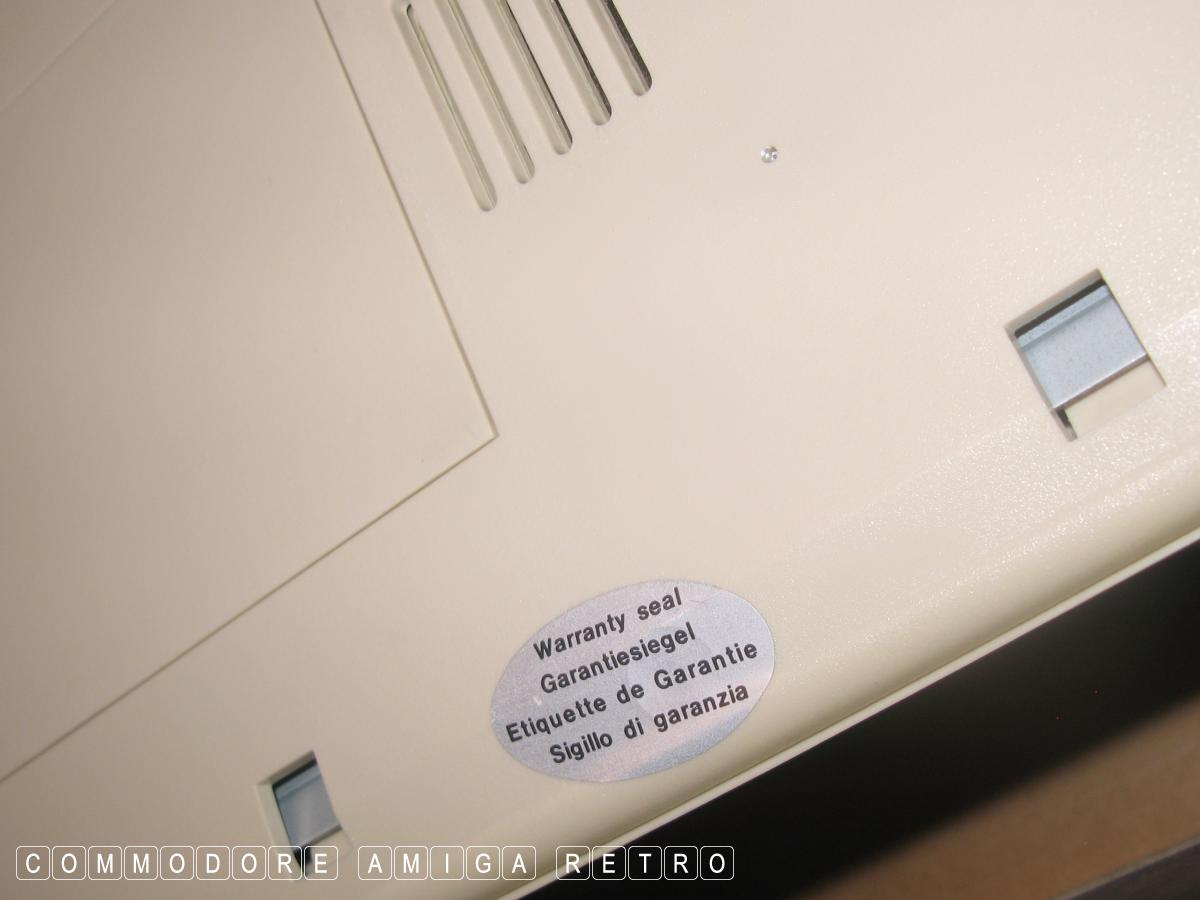 Warranty seal
Garantiesiegel
Etiquette de Garantie
Sigillo di garanzia
COMMODORE AMIGA RETRO